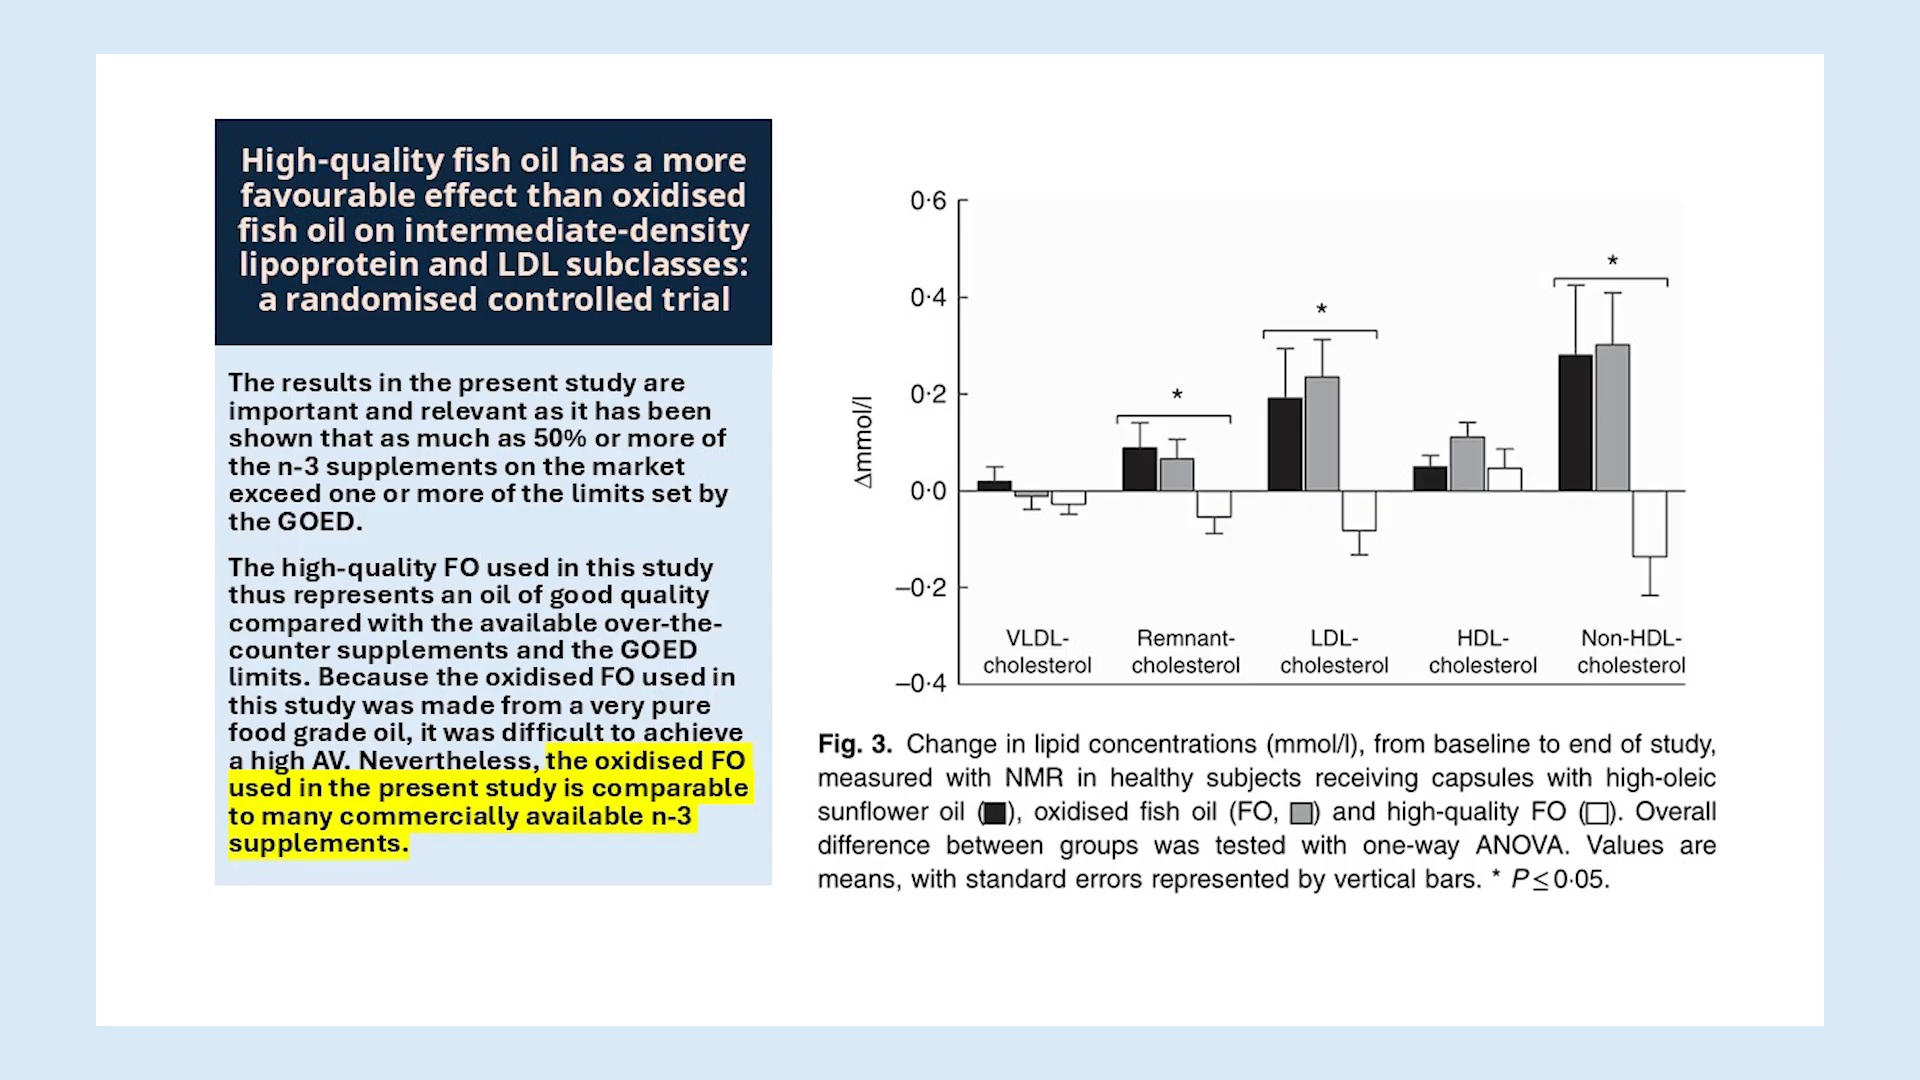 High-quality fish oil has a more
favourable effect than oxidised
fish oil on intermediate-density
lipoprotein and LDL subclasses:
a randomised controlled trial
The results in the present study are
important and relevant as it has been
shown that as much as 50% or more of
the n-3 supplements on the market
exceed one or more of the limits set by
the GOED.
The high-quality FO used in this study
thus represents an oil of good quality
compared with the available over-the-
counter supplements and the GOED
limits. Because the oxidised FO used in
this study was made from a very pure
food grade oil, it was difficult to achieve
a high AV. Nevertheless, the oxidised FO
used in the present study is comparable
to many commercially available n-3
supplements.
0·6
0·4
0·2
0·0
–0·2
–0·4
Δmmol/l
*
*
*
VLDL-
cholesterol
Remnant-
cholesterol
LDL-
cholesterol
HDL-
cholesterol
Non-HDL-
cholesterol
Fig. 3. Change in lipid concentrations (mmol/l), from baseline to end of study,
measured with NMR in healthy subjects receiving capsules with high-oleic
sunflower oil (■), oxidised fish oil (FO, ■) and high-quality FO (□). Overall
difference between groups was tested with one-way ANOVA. Values are
means, with standard errors represented by vertical bars. * P≤0·05.